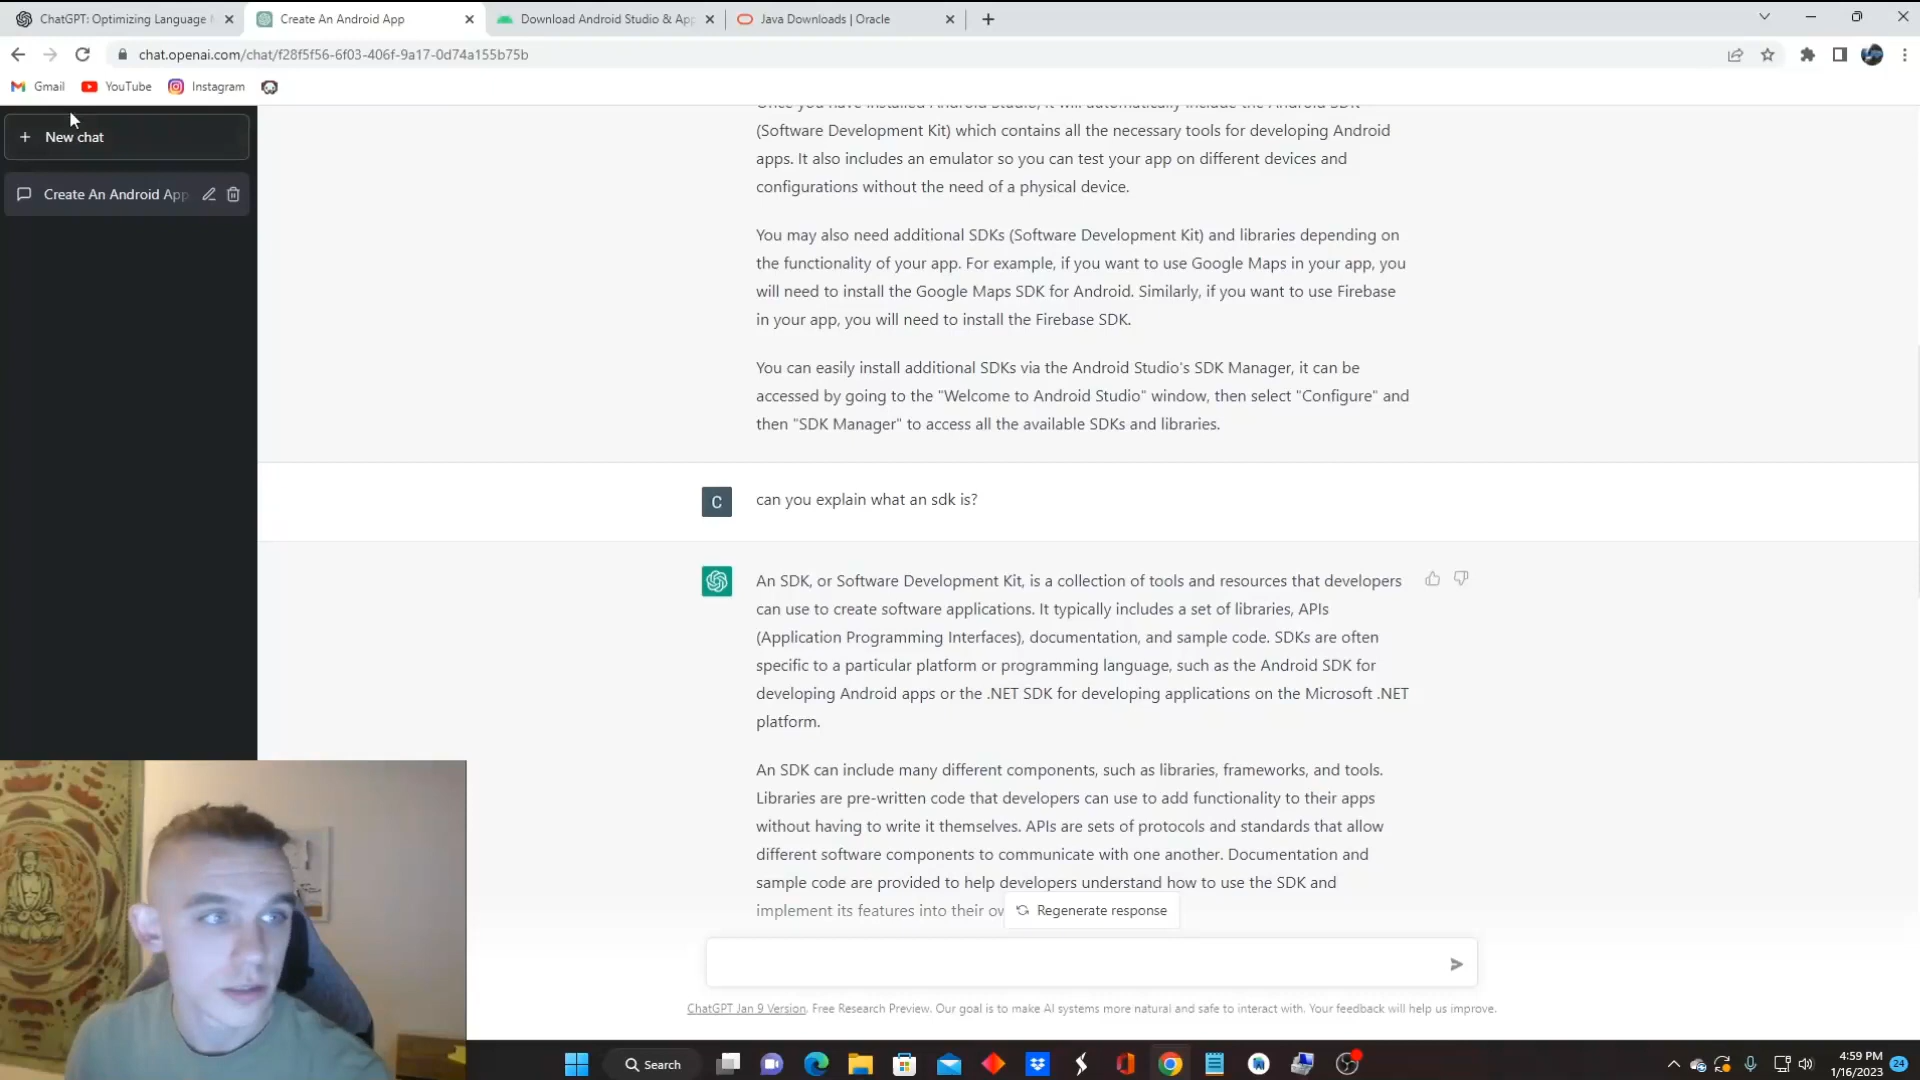 ChatGPT: Optimizing Language
Create An Android App
Download Android Studio & App
Java Downloads | Oracle
chat.openai.com/chat/f28f5f56-6f03-406f-9a17-0d74a155b75b
Gmail
YouTube
Instagram
New chat
Create An Android App
Once you have installed Android Studio, it will automatically include the Android SDK
(Software Development Kit) which contains all the necessary tools for developing Android
apps. It also includes an emulator so you can test your app on different devices and
configurations without the need of a physical device.
You may also need additional SDKs (Software Development Kit) and libraries depending on
the functionality of your app. For example, if you want to use Google Maps in your app, you
will need to install the Google Maps SDK for Android. Similarly, if you want to use Firebase
in your app, you will need to install the Firebase SDK.
You can easily install additional SDKs via the Android Studio's SDK Manager, it can be
accessed by going to the "Welcome to Android Studio" window, then select "Configure" and
then "SDK Manager" to access all the available SDKs and libraries.
C
can you explain what an sdk is?
An SDK, or Software Development Kit, is a collection of tools and resources that developers
can use to create software applications. It typically includes a set of libraries, APIs
(Application Programming Interfaces), documentation, and sample code. SDKs are often
specific to a particular platform or programming language, such as the Android SDK for
developing Android apps or the .NET SDK for developing applications on the Microsoft .NET
platform.
An SDK can include many different components, such as libraries, frameworks, and tools.
Libraries are pre-written code that developers can use to add functionality to their apps
without having to write it themselves. APIs are sets of protocols and standards that allow
different software components to communicate with one another. Documentation and
sample code are provided to help developers understand how to use the SDK and
implement its features into their
Regenerate response
ChatGPT Jan 9 Version. Free Research Preview. Our goal is to make AI systems more natural and safe to interact with. Your feedback will help us improve.
Search
4:59 PM
1/16/2023
24